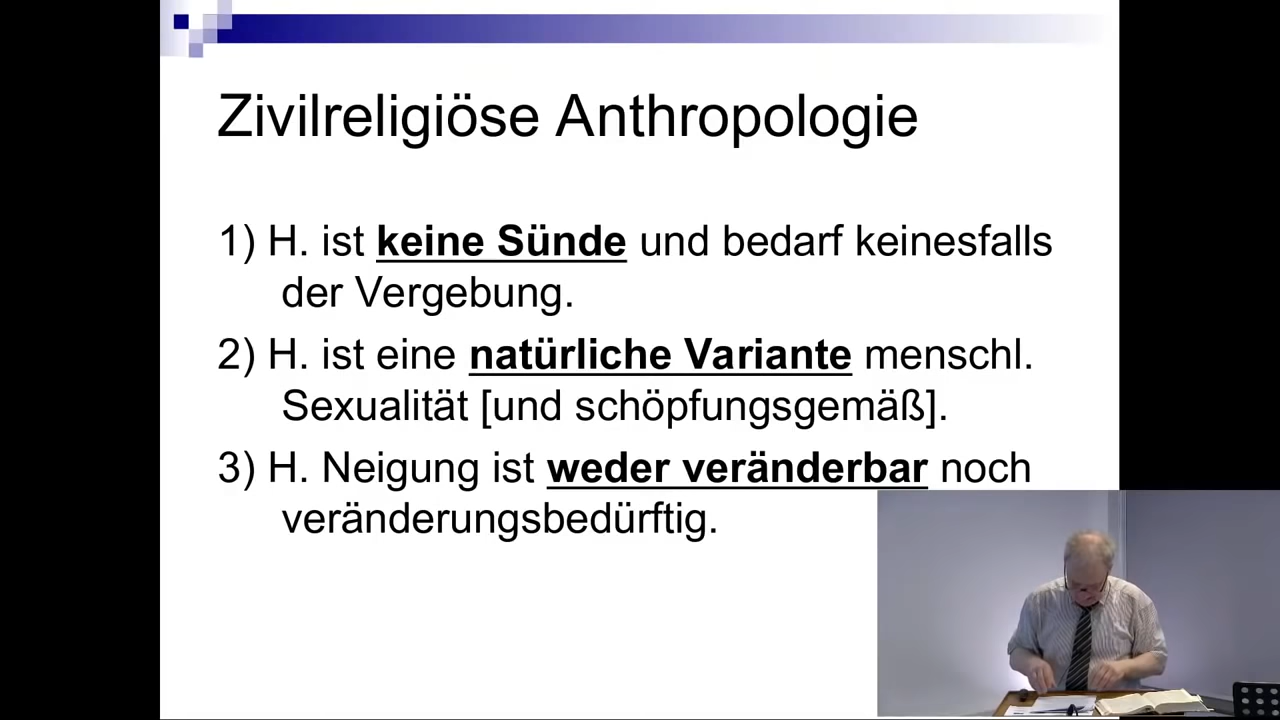 Zivilreligiöse Anthropologie
1) H. ist keine Sünde und bedarf keinesfalls
der Vergebung.
2) H. ist eine natürliche Variante menschl.
Sexualität [und schöpfungsgemäß].
3) H. Neigung ist weder veränderbar noch
veränderungsbedürftig.